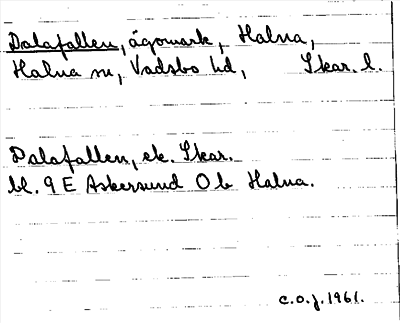 Dalafallen, ägomark, Halna,
Halna sn, Vadsbo hd, Skar. l.
Dalafallen, ek. Skar.
bl. 9 E Askersund O b Halna.
C.O.J. 1961.